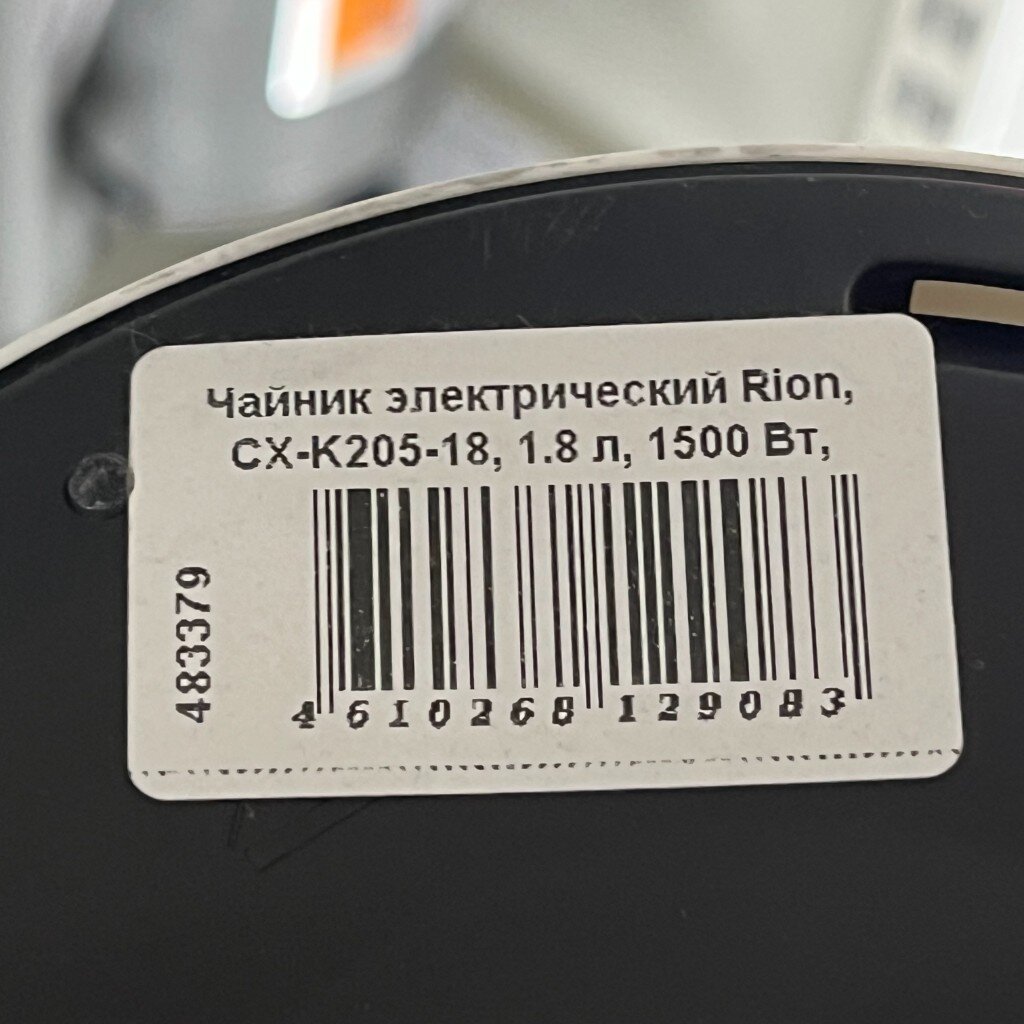 Чайник электрический Rion,
CX-K205-18, 1.8 л, 1500 Вт,
483379
4 610268 129083